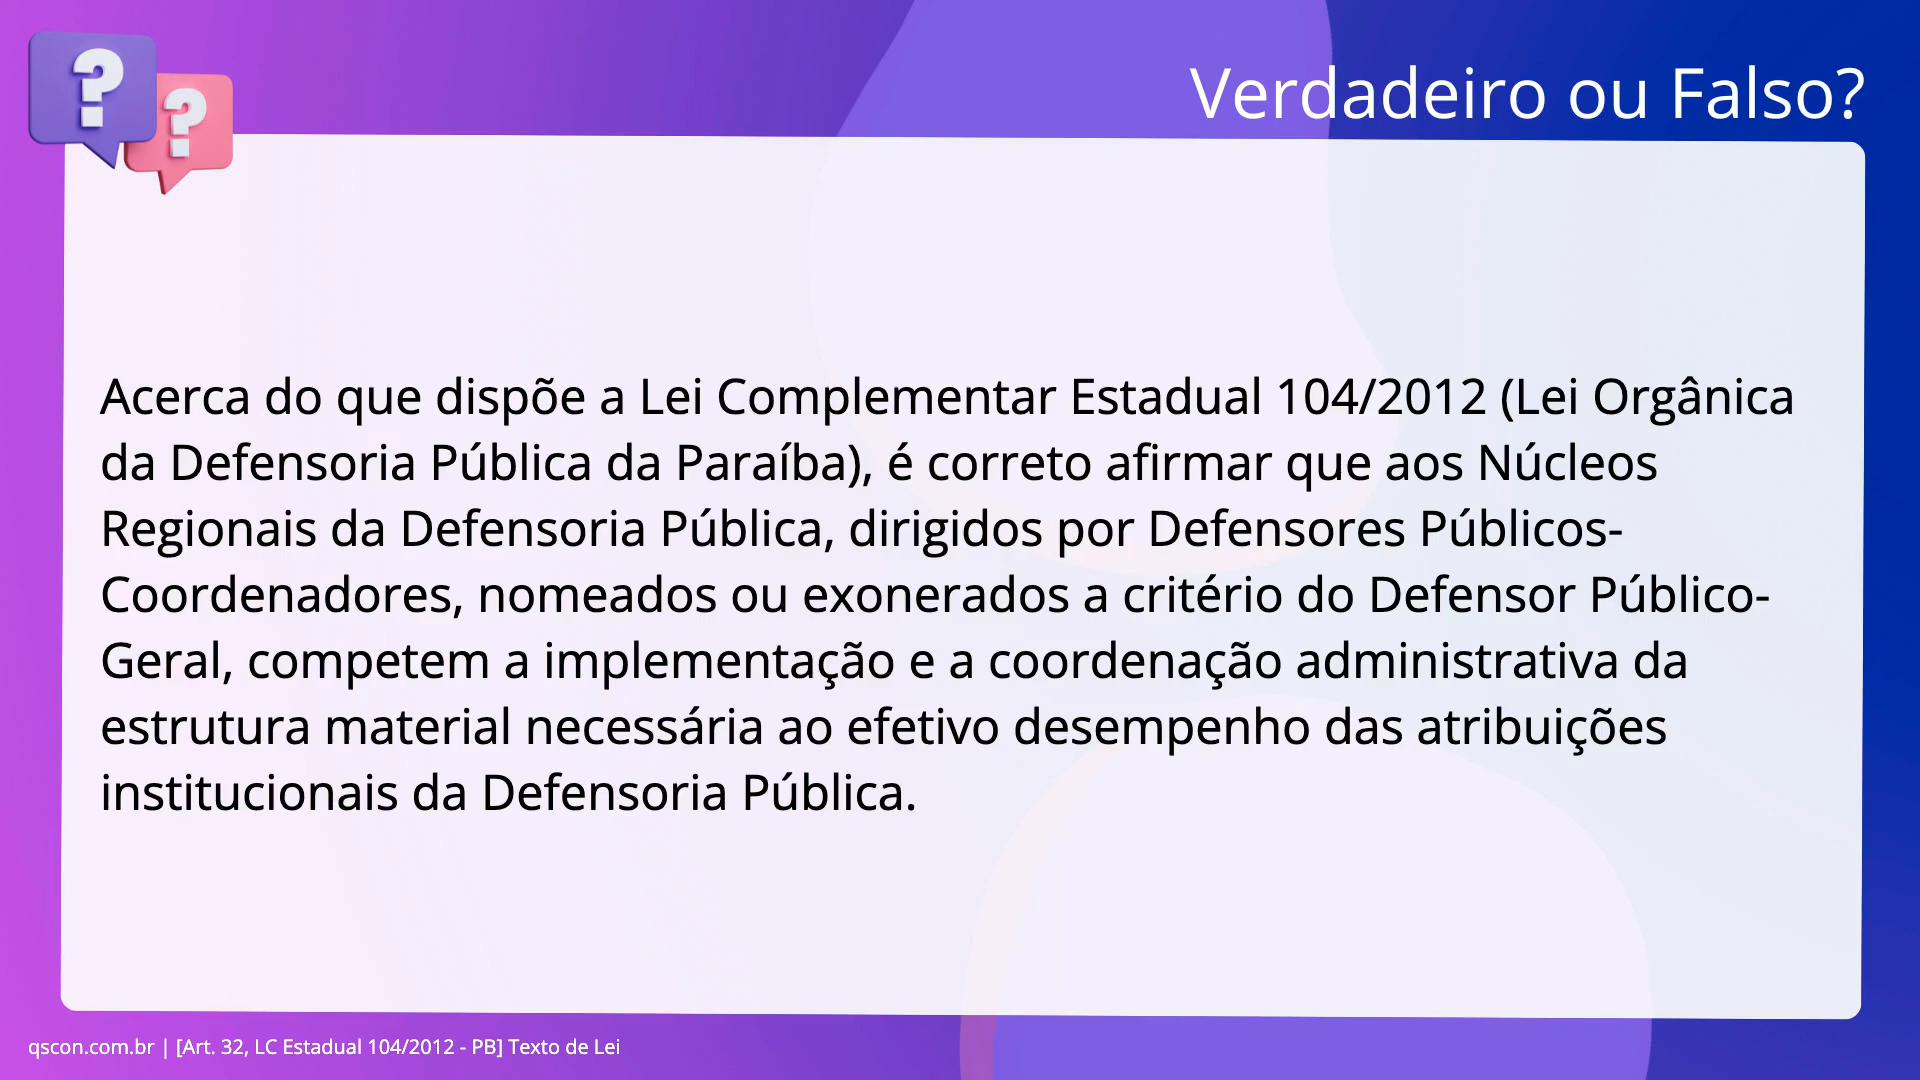 ? ?
Verdadeiro ou Falso?
Acerca do que dispõe a Lei Complementar Estadual 104/2012 (Lei Orgânica
da Defensoria Pública da Paraíba), é correto afirmar que aos Núcleos
Regionais da Defensoria Pública, dirigidos por Defensores Públicos-
Coordenadores, nomeados ou exonerados a critério do Defensor Público-
Geral, competem a implementação e a coordenação administrativa da
estrutura material necessária ao efetivo desempenho das atribuições
institucionais da Defensoria Pública.
qscon.com.br | [Art. 32, LC Estadual 104/2012 - PB] Texto de Lei